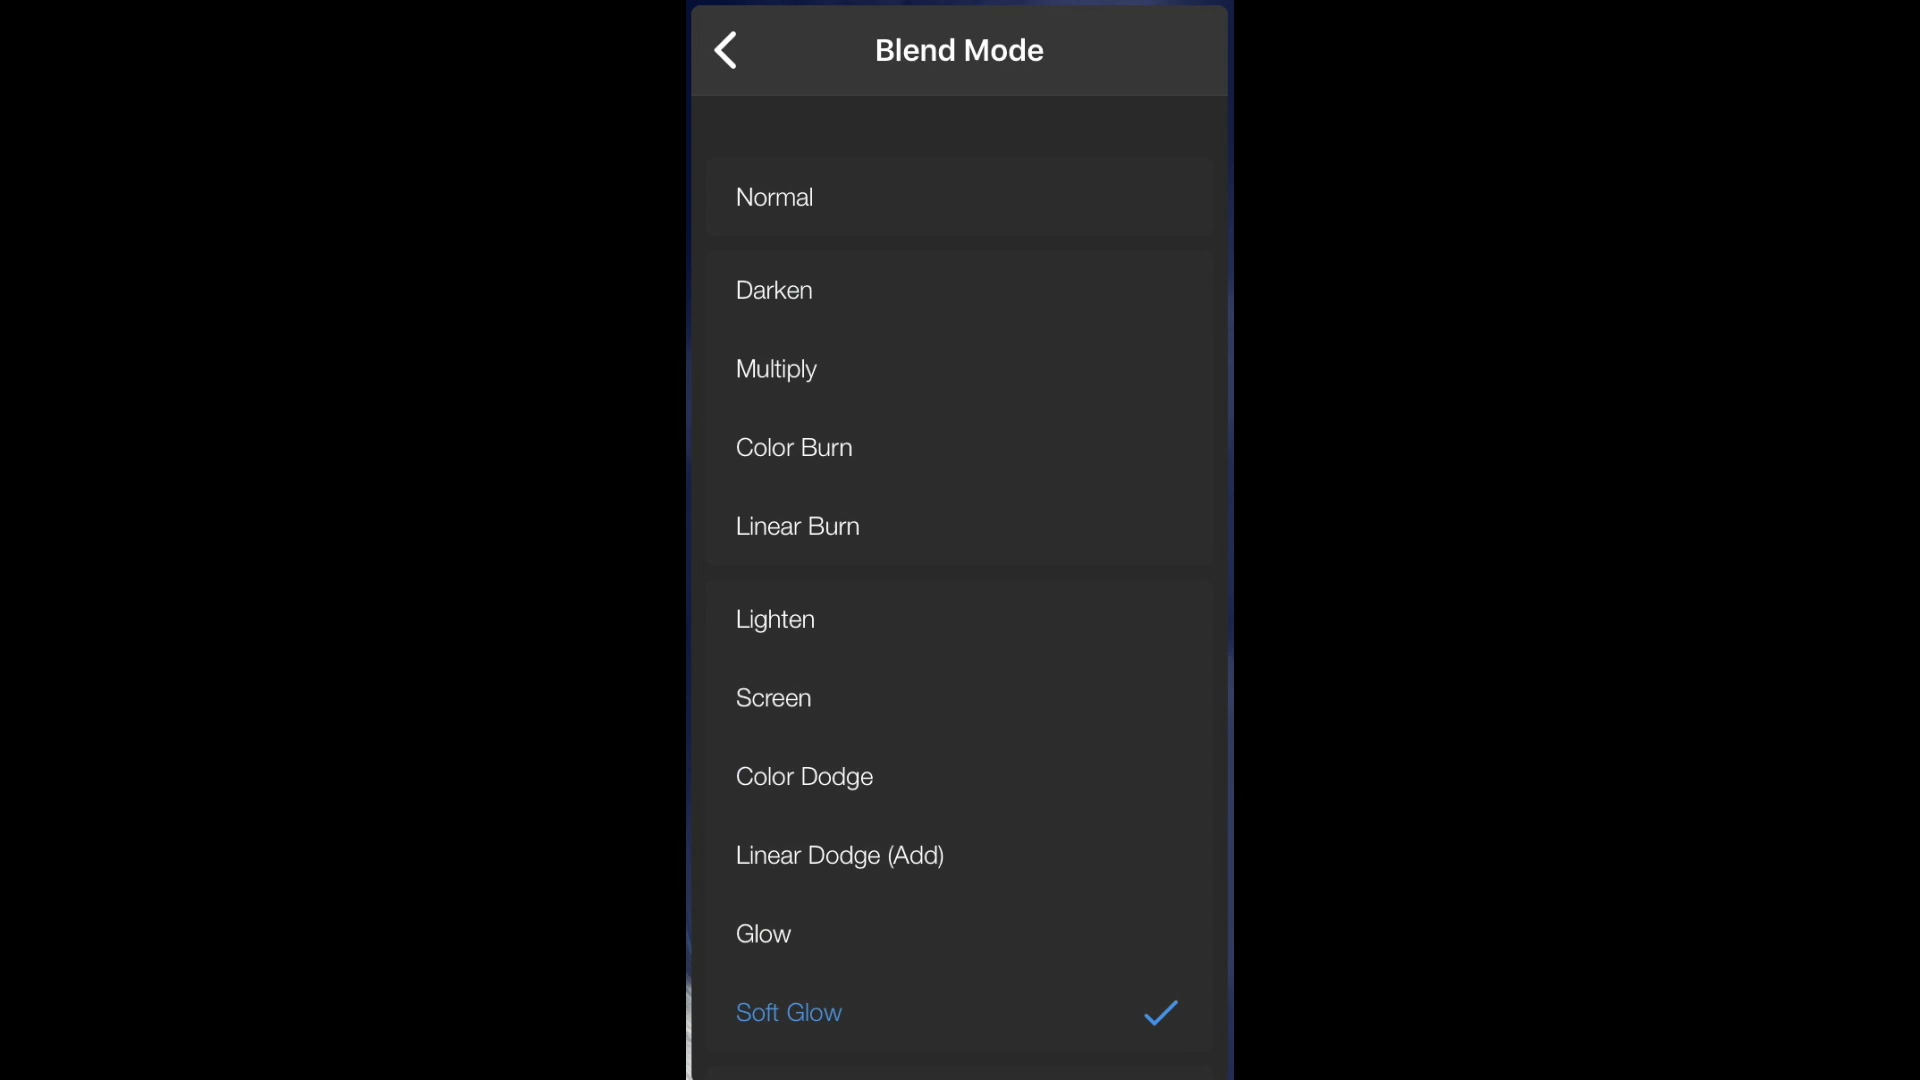 Blend Mode
Normal
Darken
Multiply
Color Burn
Linear Burn
Lighten
Screen
Color Dodge
Linear Dodge (Add)
Glow
Soft Glow